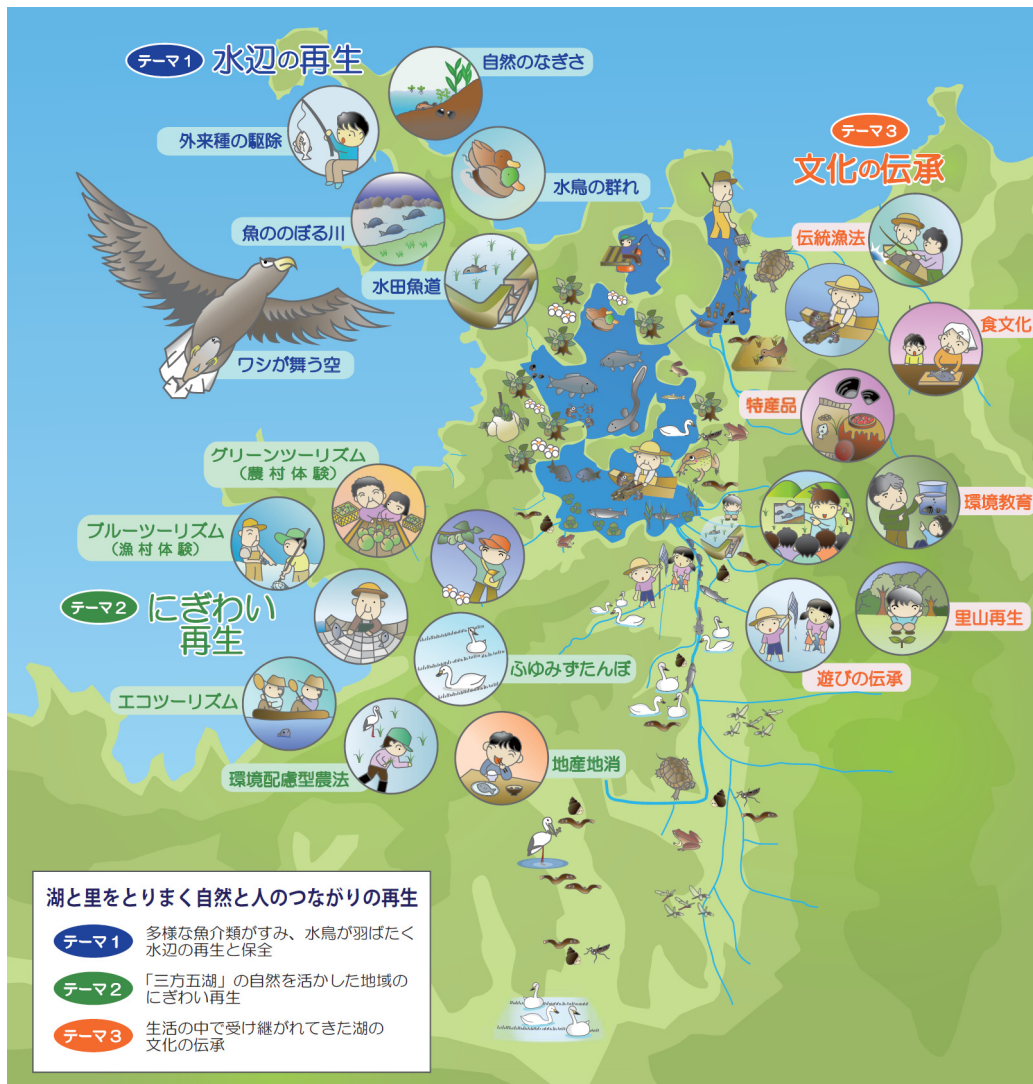 テーマ1 水辺の再生
自然のなぎさ
外来種の駆除
水鳥の群れ
魚ののぼる川
水田魚道
ワシが舞う空
テーマ3
文化の伝承
伝統漁法
食文化
特産品
環境教育
里山再生
遊びの伝承
グリーンツーリズム
(農村体験)
ブルーツーリズム
(漁村体験)
テーマ2 にぎわい
再生
ふゆみずたんぼ
エコツーリズム
環境配慮型農法
地産地消
湖と里をとりまく自然と人のつながりの再生
テーマ1 多様な魚介類がすみ、水鳥が羽ばたく
水辺の再生と保全
テーマ2 「三方五湖」の自然を活かした地域の
にぎわい再生
テーマ3 生活の中で受け継がれてきた湖の
文化の伝承